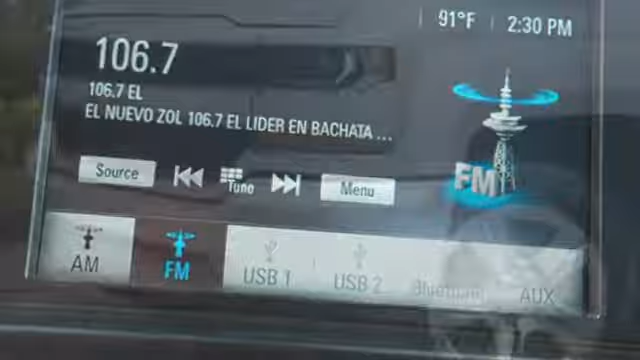 91°F 2:30 PM
106.7
106.7 EL
EL NUEVO ZOL 106.7 EL LIDER EN BACHATA ...
FM
Source Tune Menu
AM FM USB 1 USB 2 Bluetooth AUX